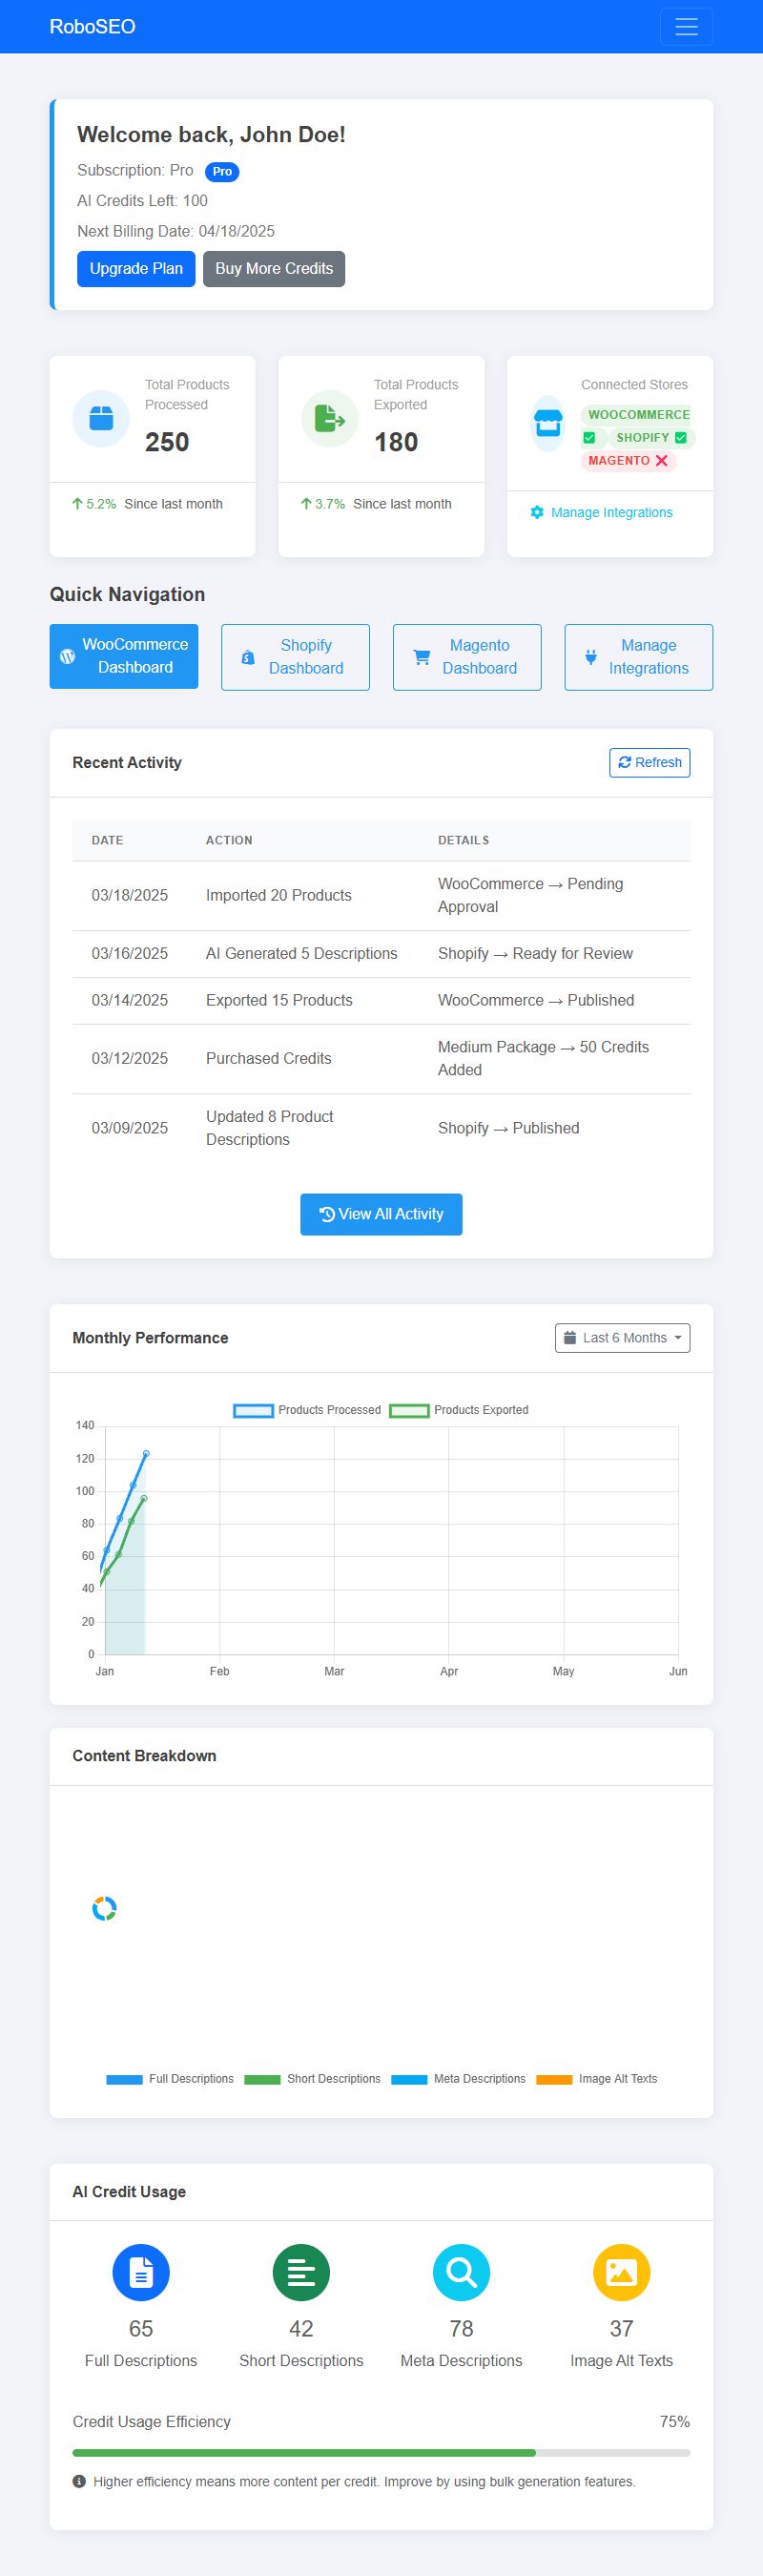 RoboSEO
Welcome back, John Doe!
Subscription: Pro Pro
AI Credits Left: 100
Next Billing Date: 04/18/2025
Upgrade Plan Buy More Credits
Total Products
Processed
250
5.2% Since last month
Total Products
Exported
180
3.7% Since last month
Connected Stores
WOOCOMMERCE
✅ SHOPIFY ✅
MAGENTO ❌
Manage Integrations
Quick Navigation
WooCommerce
Dashboard
Shopify
Dashboard
Magento
Dashboard
Manage
Integrations
Recent Activity
Refresh
DATE ACTION DETAILS
03/18/2025 Imported 20 Products WooCommerce → Pending
Approval
03/16/2025 AI Generated 5 Descriptions Shopify → Ready for Review
03/14/2025 Exported 15 Products WooCommerce → Published
03/12/2025 Purchased Credits Medium Package → 50 Credits
Added
03/09/2025 Updated 8 Product
Descriptions Shopify → Published
View All Activity
Monthly Performance
Last 6 Months
Products Processed Products Exported
140
120
100
80
60
40
20
0
Jan Feb Mar Apr May Jun
Content Breakdown
Full Descriptions Short Descriptions Meta Descriptions Image Alt Texts
AI Credit Usage
65 42 78 37
Full Descriptions Short Descriptions Meta Descriptions Image Alt Texts
Credit Usage Efficiency 75%
Higher efficiency means more content per credit. Improve by using bulk generation features.